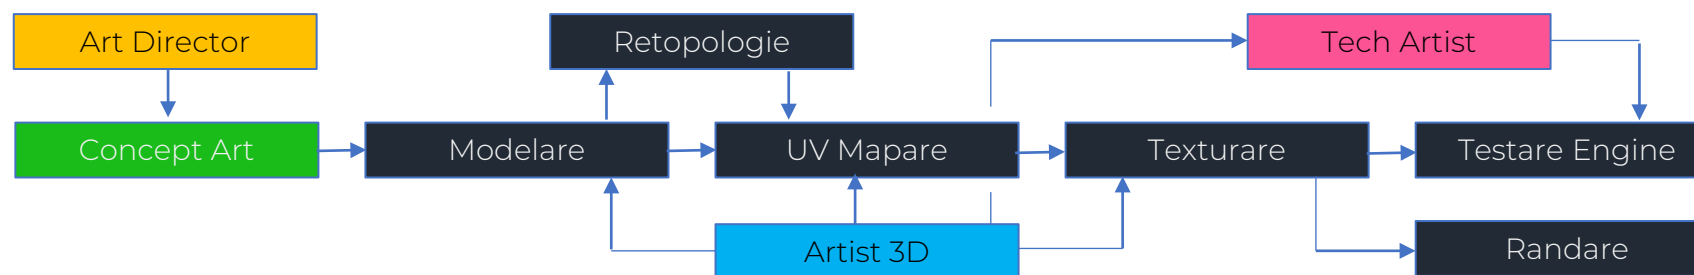 Art Director
Retopologie
Tech Artist
Concept Art
Modelare
UV Mapare
Texturare
Testare Engine
Artist 3D
Randare